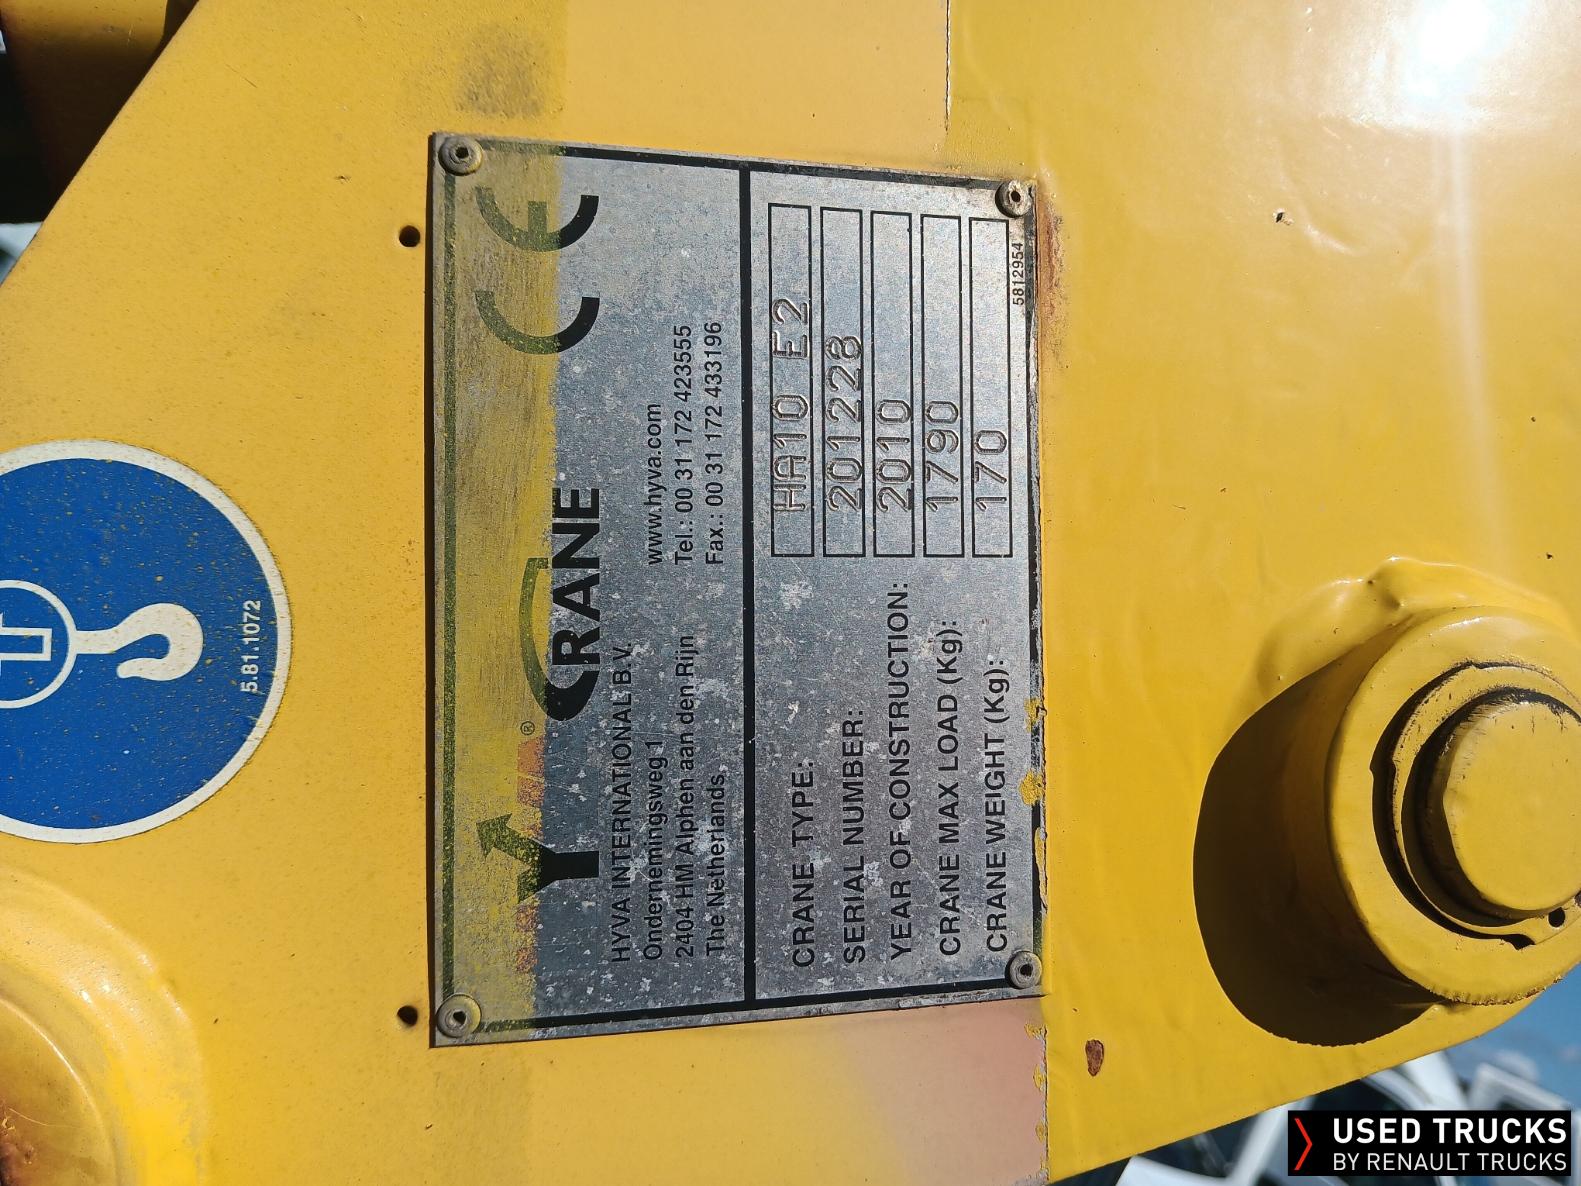 5.81.1072
CRANE
®
HYVA INTERNATIONAL B.V.
Ondernemingsweg 1
2404 HM Alphen aan den Rijn
The Netherlands
www.hyva.com
Tel.: 00 31 172 423555
Fax.: 00 31 172 433196
CE
CRANE TYPE: HA10 E2
SERIAL NUMBER: 201228
YEAR OF CONSTRUCTION: 2010
CRANE MAX LOAD (Kg): 1790
CRANE WEIGHT (Kg): 170
5812954
USED TRUCKS
BY RENAULT TRUCKS